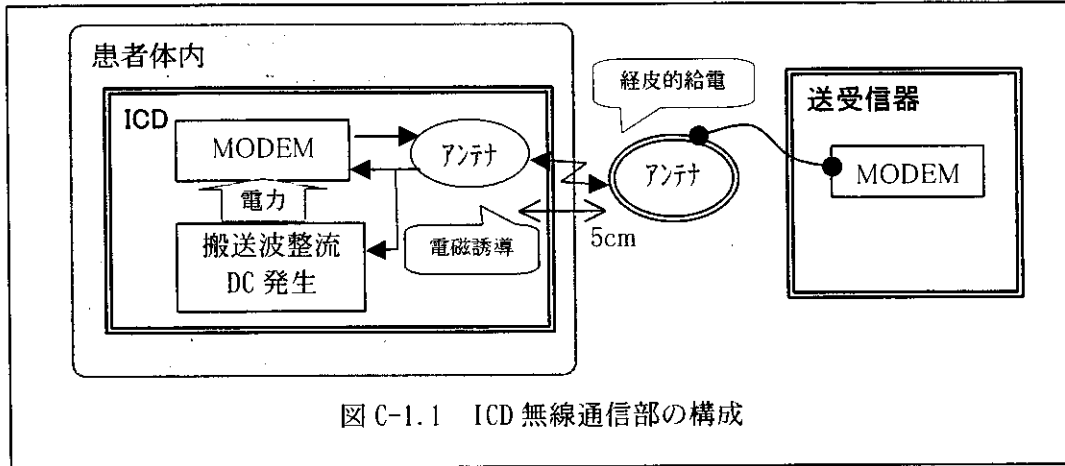 患者体内
ICD
MODEM
電力
搬送波整流
DC 発生
アンテナ
電磁誘導
5cm
経皮的給電
アンテナ
送受信器
MODEM
図 C-1.1 ICD 無線通信部の構成